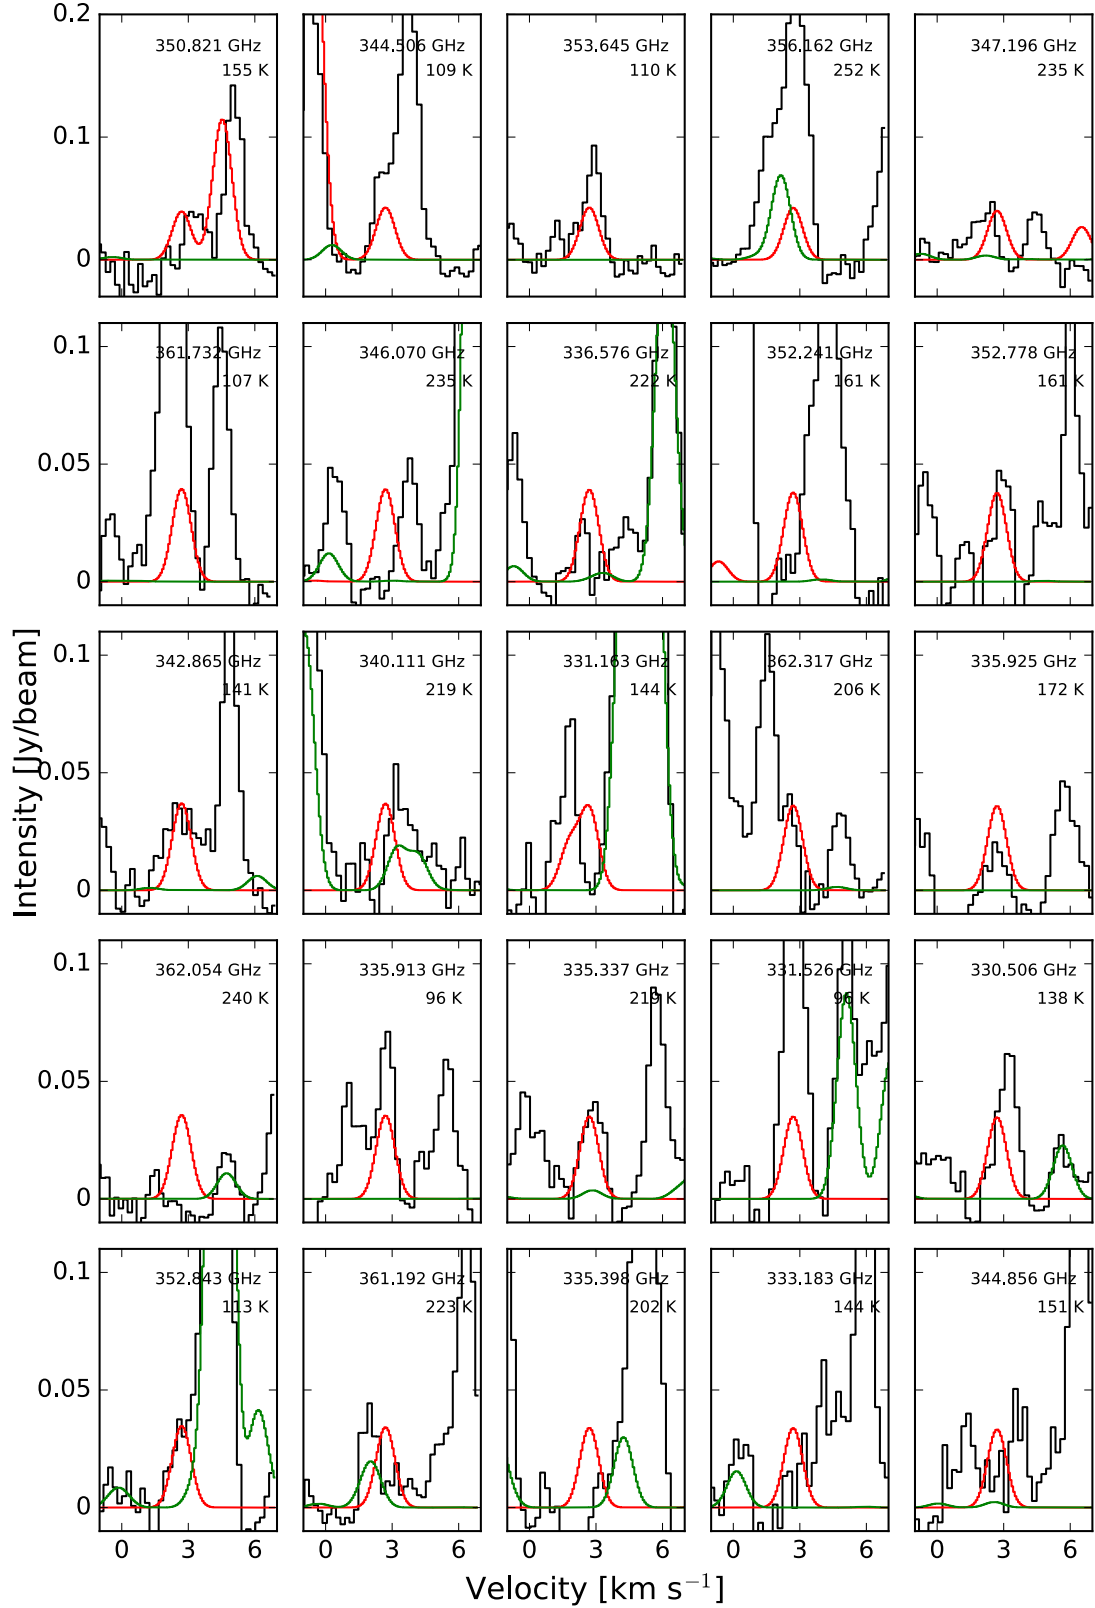 0.2
0.1
0
350.821 GHz
155 K
344.506 GHz
109 K
353.645 GHz
110 K
356.162 GHz
252 K
347.196 GHz
235 K
0.1
0.05
0
361.732 GHz
107 K
346.070 GHz
235 K
336.576 GHz
222 K
352.241 GHz
161 K
352.778 GHz
161 K
Intensity [Jy/beam]
0.1
0.05
0
342.865 GHz
141 K
340.111 GHz
219 K
331.163 GHz
144 K
362.317 GHz
206 K
335.925 GHz
172 K
0.1
0.05
0
362.054 GHz
240 K
335.913 GHz
96 K
335.337 GHz
219 K
331.526 GHz
96 K
330.506 GHz
138 K
0.1
0.05
0
352.843 GHz
113 K
361.192 GHz
223 K
335.398 GHz
202 K
333.183 GHz
144 K
344.856 GHz
151 K
0 3 6 0 3 6 0 3 6 0 3 6 0 3 6
Velocity [km s⁻¹]